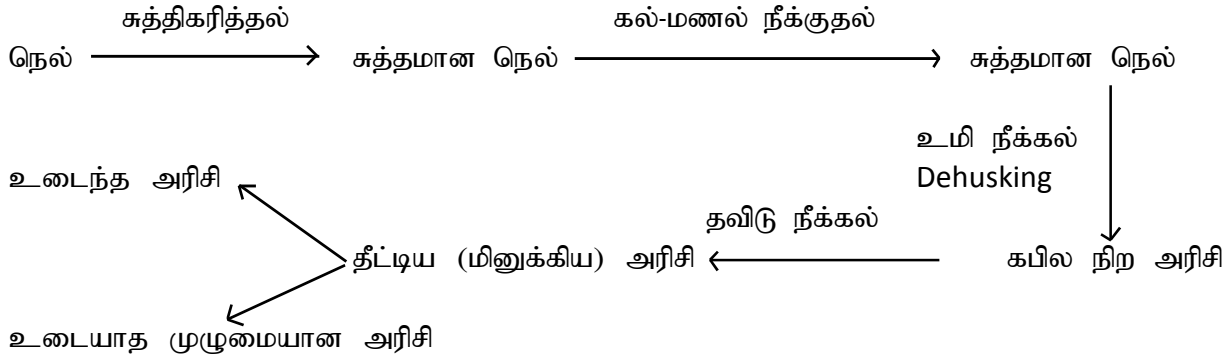 சுத்திகரித்தல் கல்-மணல் நீக்குதல்
நெல் சுத்தமான நெல் சுத்தமான நெல்
உமி நீக்கல்
உடைந்த அரிசி Dehusking
தவிடு நீக்கல்
தீட்டிய (மினுக்கிய) அரிசி கபில நிற அரிசி
உடையாத முழுமையான அரிசி